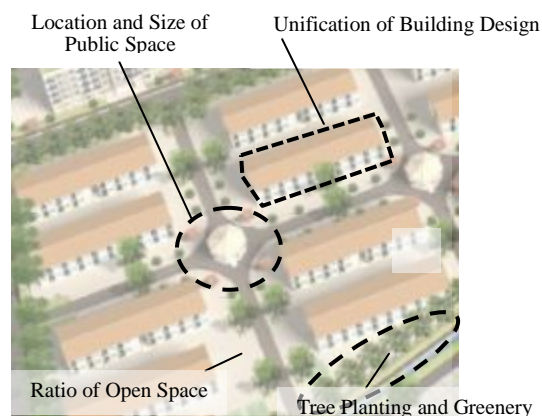 Location and Size of
Public Space
Unification of Building Design
Ratio of Open Space
Tree Planting and Greenery